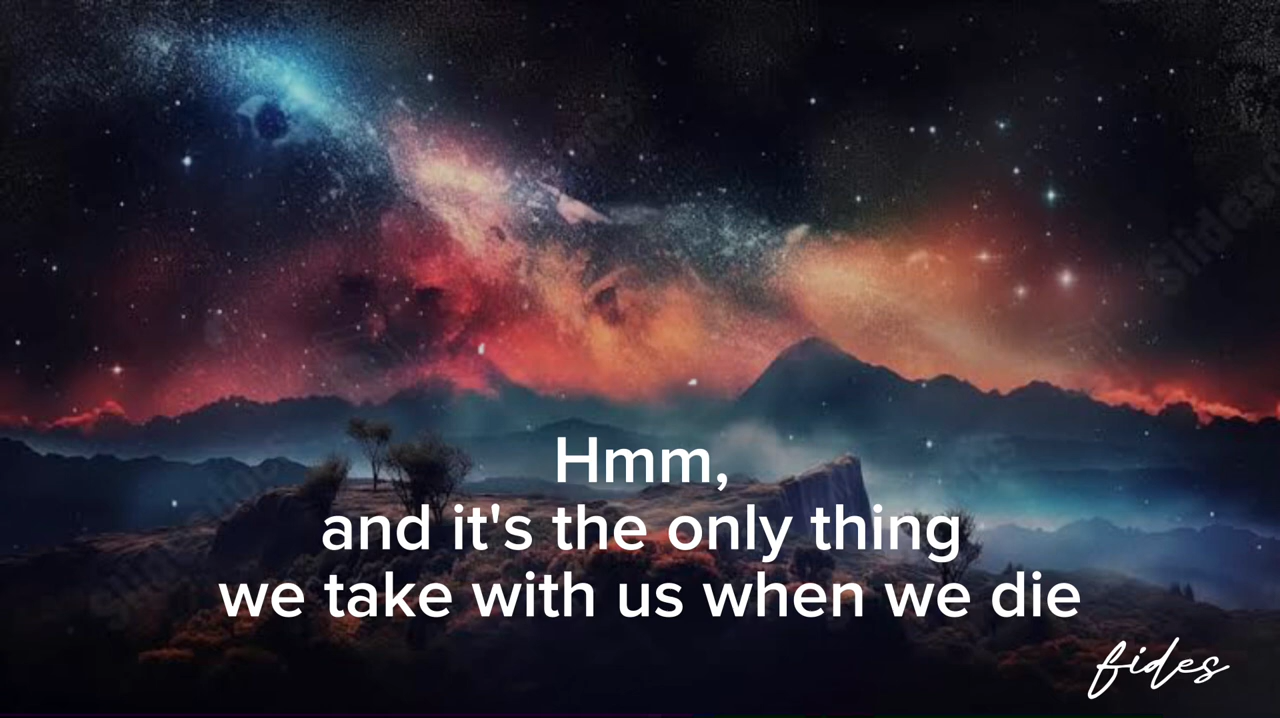 Hmm,
and it's the only thing
we take with us when we die
fides